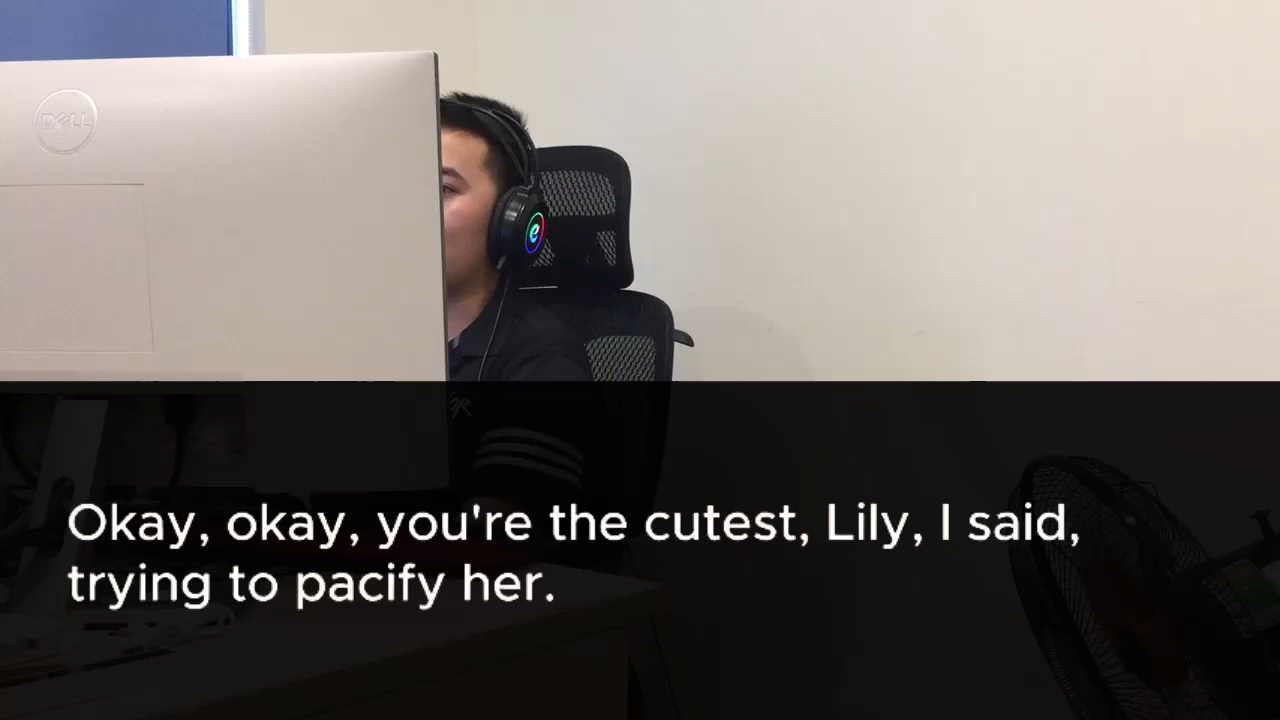 DELL
Okay, okay, you're the cutest, Lily, I said,
trying to pacify her.